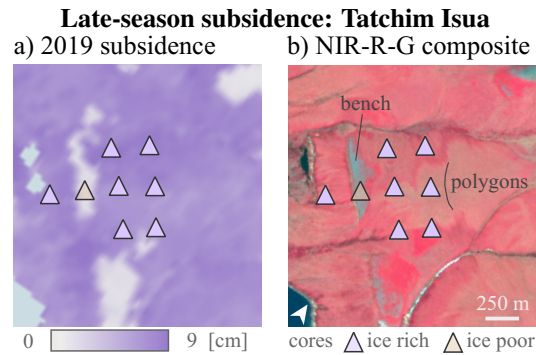 Late-season subsidence: Tatchim Isua
a) 2019 subsidence
b) NIR-R-G composite
bench
polygons
250 m
0 9 [cm]
cores ice rich ice poor